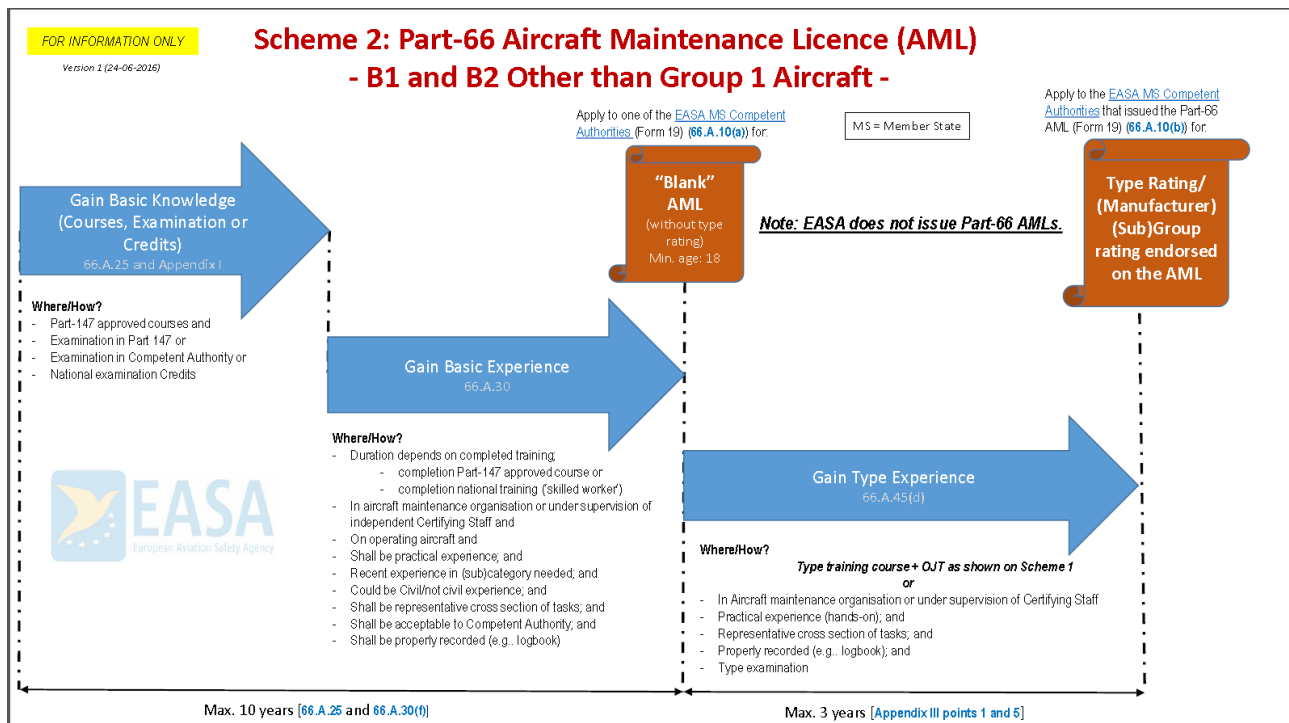 FOR INFORMATION ONLY
Version 1 (24-06-2016)
Scheme 2: Part-66 Aircraft Maintenance Licence (AML)
- B1 and B2 Other than Group 1 Aircraft -
Apply to one of the EASA MS Competent
Authorities (Form 19) (66.A.10(a)) for:
MS = Member State
Apply to the EASA MS Competent
Authorities that issued the Part-66
AML (Form 19) (66.A.10(b)) for:
Gain Basic Knowledge
(Courses, Examination or
Credits)
66.A.25 and Appendix I
“Blank”
AML
(without type
rating)
Min. age: 18
Note: EASA does not issue Part-66 AMLs.
Type Rating/
(Manufacturer)
(Sub)Group
rating endorsed
on the AML
Where/How?
- Part-147 approved courses and
- Examination in Part 147 or
- Examination in Competent Authority or
- National examination Credits
Gain Basic Experience
66.A.30
Where/How?
- Duration depends on completed training;
- completion Part-147 approved course or
- completion national training ('skilled worker')
- In aircraft maintenance organisation or under supervision of
independent Certifying Staff and
- On operating aircraft and
- Shall be practical experience; and
- Recent experience in (sub)category needed; and
- Could be Civil/not civil experience; and
- Shall be representative cross section of tasks; and
- Shall be acceptable to Competent Authority; and
- Shall be properly recorded (e.g.. logbook)
EASA
European Aviation Safety Agency
Gain Type Experience
66.A.45(d)
Where/How?
Type training course + OJT as shown on Scheme 1
or
- In Aircraft maintenance organisation or under supervision of Certifying Staff
- Practical experience (hands-on); and
- Representative cross section of tasks; and
- Properly recorded (e.g.. logbook); and
- Type examination
Max. 10 years [66.A.25 and 66.A.30(f)]
Max. 3 years [Appendix III points 1 and 5]